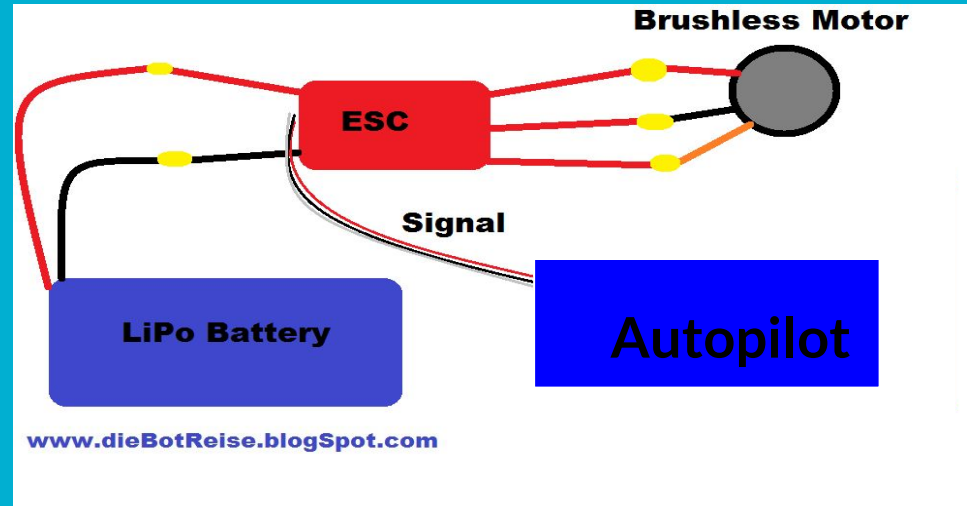 Brushless Motor
ESC
Signal
Autopilot
LiPo Battery
www.dieBotReise.blogSpot.com